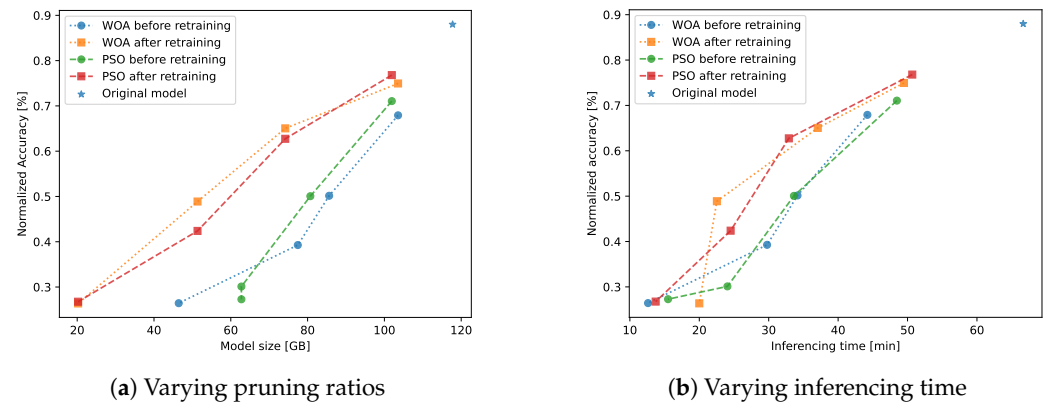 0.9
0.8
0.7
0.6
0.5
0.4
0.3
Normalized Accuracy [%]
WOA before retraining
WOA after retraining
PSO before retraining
PSO after retraining
Original model
20 40 60 80 100 120
Model size [GB]
(a) Varying pruning ratios
0.9
0.8
0.7
0.6
0.5
0.4
0.3
Normalized accuracy [%]
WOA before retraining
WOA after retraining
PSO before retraining
PSO after retraining
Original model
10 20 30 40 50 60
Inferencing time [min]
(b) Varying inferencing time